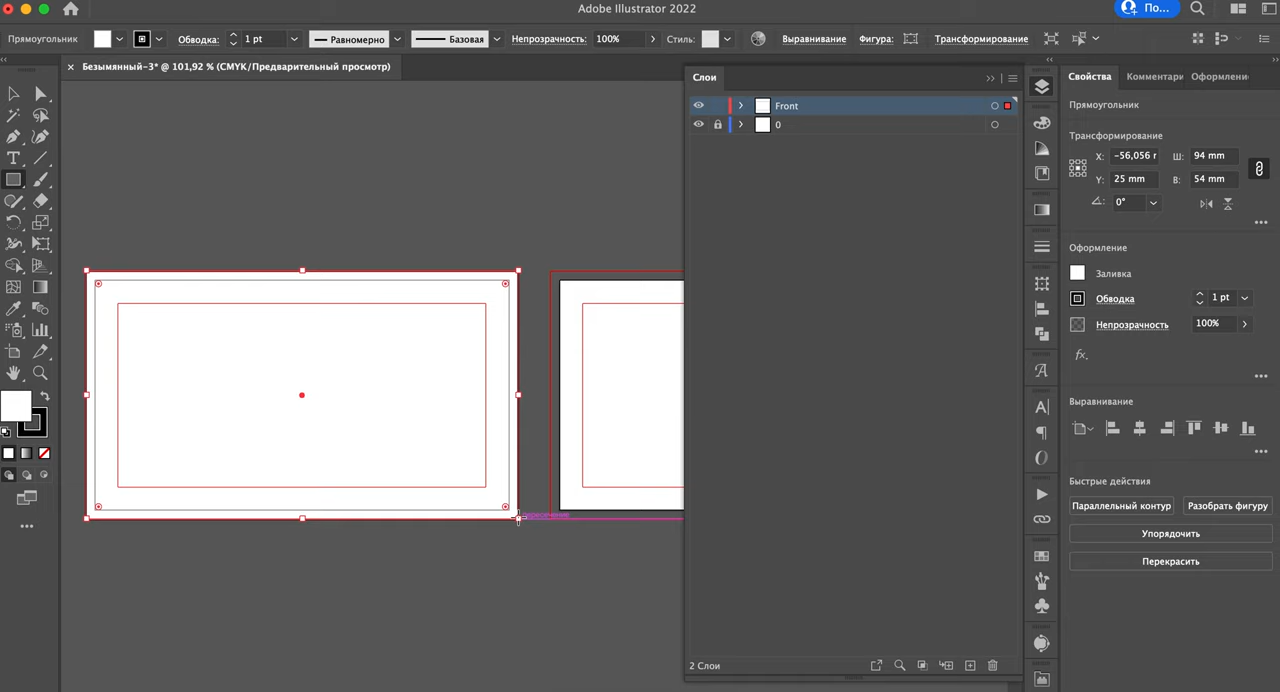 Adobe Illustrator 2022
По...
Прямоугольник
Обводка:
1 pt
Равномерно
Базовая
Непрозрачность:
100%
Стиль:
Выравнивание
Фигура:
Трансформирование
Безымянный-3* @ 101,92 % (CMYK/Предварительный просмотр)
Слои
Front
0
2 Слои
Свойства
Комментари
Оформлени
Прямоугольник
Трансформирование
X:
-56,056 r
Ш:
94 mm
Y:
25 mm
В:
54 mm
0°
Оформление
Заливка
Обводка
1 pt
Непрозрачность
100%
fx.
Выравнивание
Быстрые действия
Параллельный контур
Разобрать фигуру
Упорядочить
Перекрасить